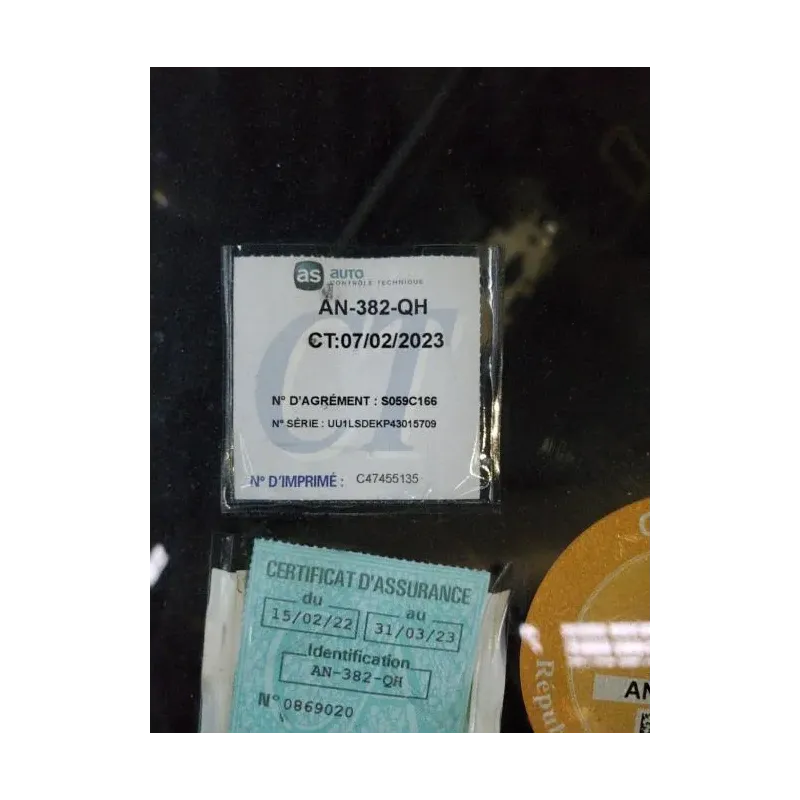 as auto
CONTRÔLE TECHNIQUE
CT
AN-382-QH
CT:07/02/2023
N° D'AGRÉMENT : S059C166
N° SÉRIE : UU1LSDEKP43015709
N° D'IMPRIMÉ : C47455135
CERTIFICAT D'ASSURANCE
du
au
15/02/22
31/03/23
Identification
AN-382-QH
N° 0869020
C
Répu
AN